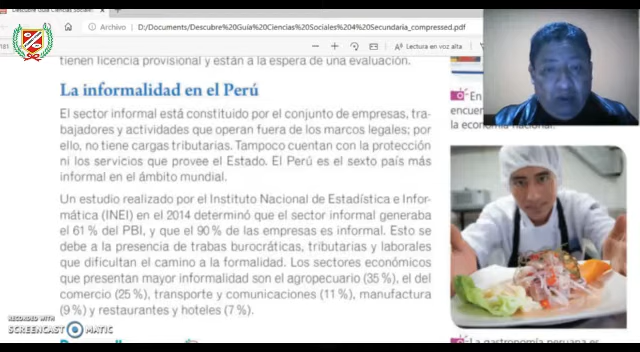 Descubre Guía Ciencias Sociales
Archivo
D:/Documents/Descubre%20Guía%20Ciencias%20Sociales%204%20Secundaria_compressed.pdf
181
Lectura en voz alta
tienen licencia provisional y están a la espera de una evaluación.
La informalidad en el Perú
El sector informal está constituido por el conjunto de empresas, tra-
bajadores y actividades que operan fuera de los marcos legales; por
ello, no tiene cargas tributarias. Tampoco cuentan con la protección
ni los servicios que provee el Estado. El Perú es el sexto país más
informal en el ámbito mundial.
Un estudio realizado por el Instituto Nacional de Estadística e Infor-
mática (INEI) en el 2014 determinó que el sector informal generaba
el 61 % del PBI, y que el 90 % de las empresas es informal. Esto se
debe a la presencia de trabas burocráticas, tributarias y laborales
que dificultan el camino a la formalidad. Los sectores económicos
que presentan mayor informalidad son el agropecuario (35 %), el del
comercio (25 %), transporte y comunicaciones (11 %), manufactura
(9 %) y restaurantes y hoteles (7 %).
En
encuen
la economía nacional.
La gastronomía peruana es
RECORDED WITH
SCREENCAST MATIC